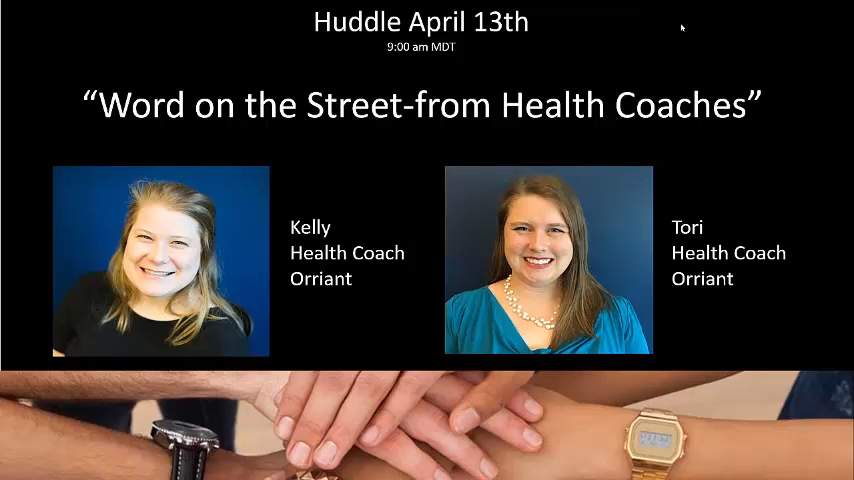 Huddle April 13th
9:00 am MDT
“Word on the Street-from Health Coaches”
Kelly
Health Coach
Orriant
Tori
Health Coach
Orriant